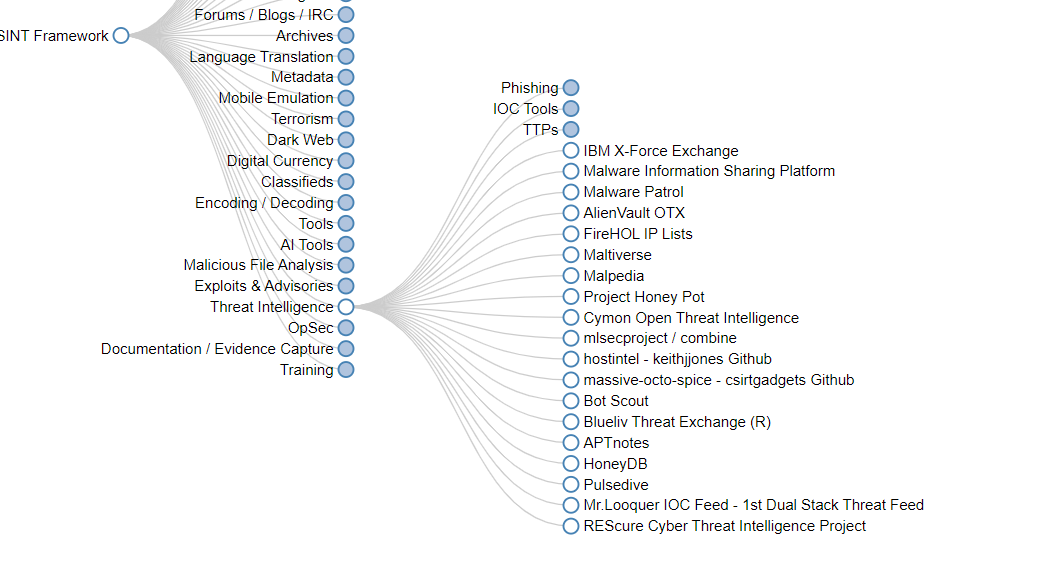 Forums / Blogs / IRC
SINT Framework
Archives
Language Translation
Metadata
Mobile Emulation
Terrorism
Dark Web
Digital Currency
Classifieds
Encoding / Decoding
Tools
AI Tools
Malicious File Analysis
Exploits & Advisories
Threat Intelligence
OpSec
Documentation / Evidence Capture
Training
Phishing
IOC Tools
TTPs
IBM X-Force Exchange
Malware Information Sharing Platform
Malware Patrol
AlienVault OTX
FireHOL IP Lists
Maltiverse
Malpedia
Project Honey Pot
Cymon Open Threat Intelligence
mlsecproject / combine
hostintel - keithjjones Github
massive-octo-spice - csirtgadgets Github
Bot Scout
Blueliv Threat Exchange (R)
APTnotes
HoneyDB
Pulsedive
Mr.Looquer IOC Feed - 1st Dual Stack Threat Feed
REScure Cyber Threat Intelligence Project